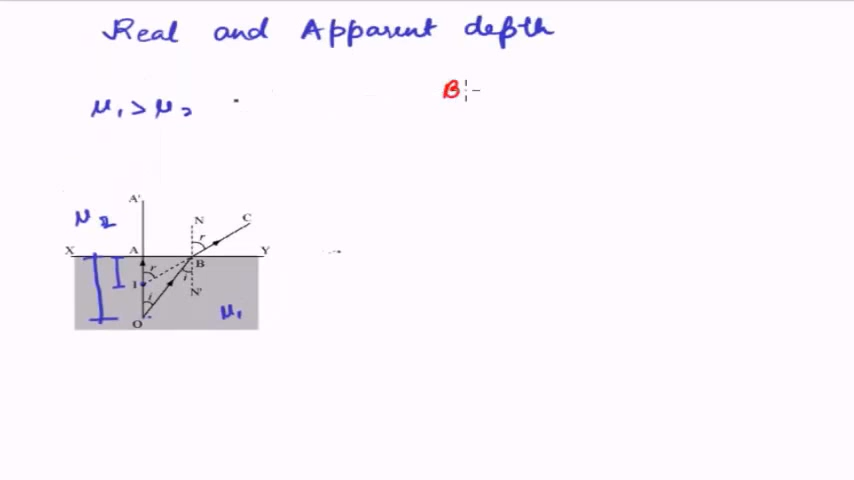 Real and Apparent depth
B
μ₁ > μ₂
A'
μ₂
N
C
r
X
A
Y
B
r
i
I
N'
i
μ₁
O